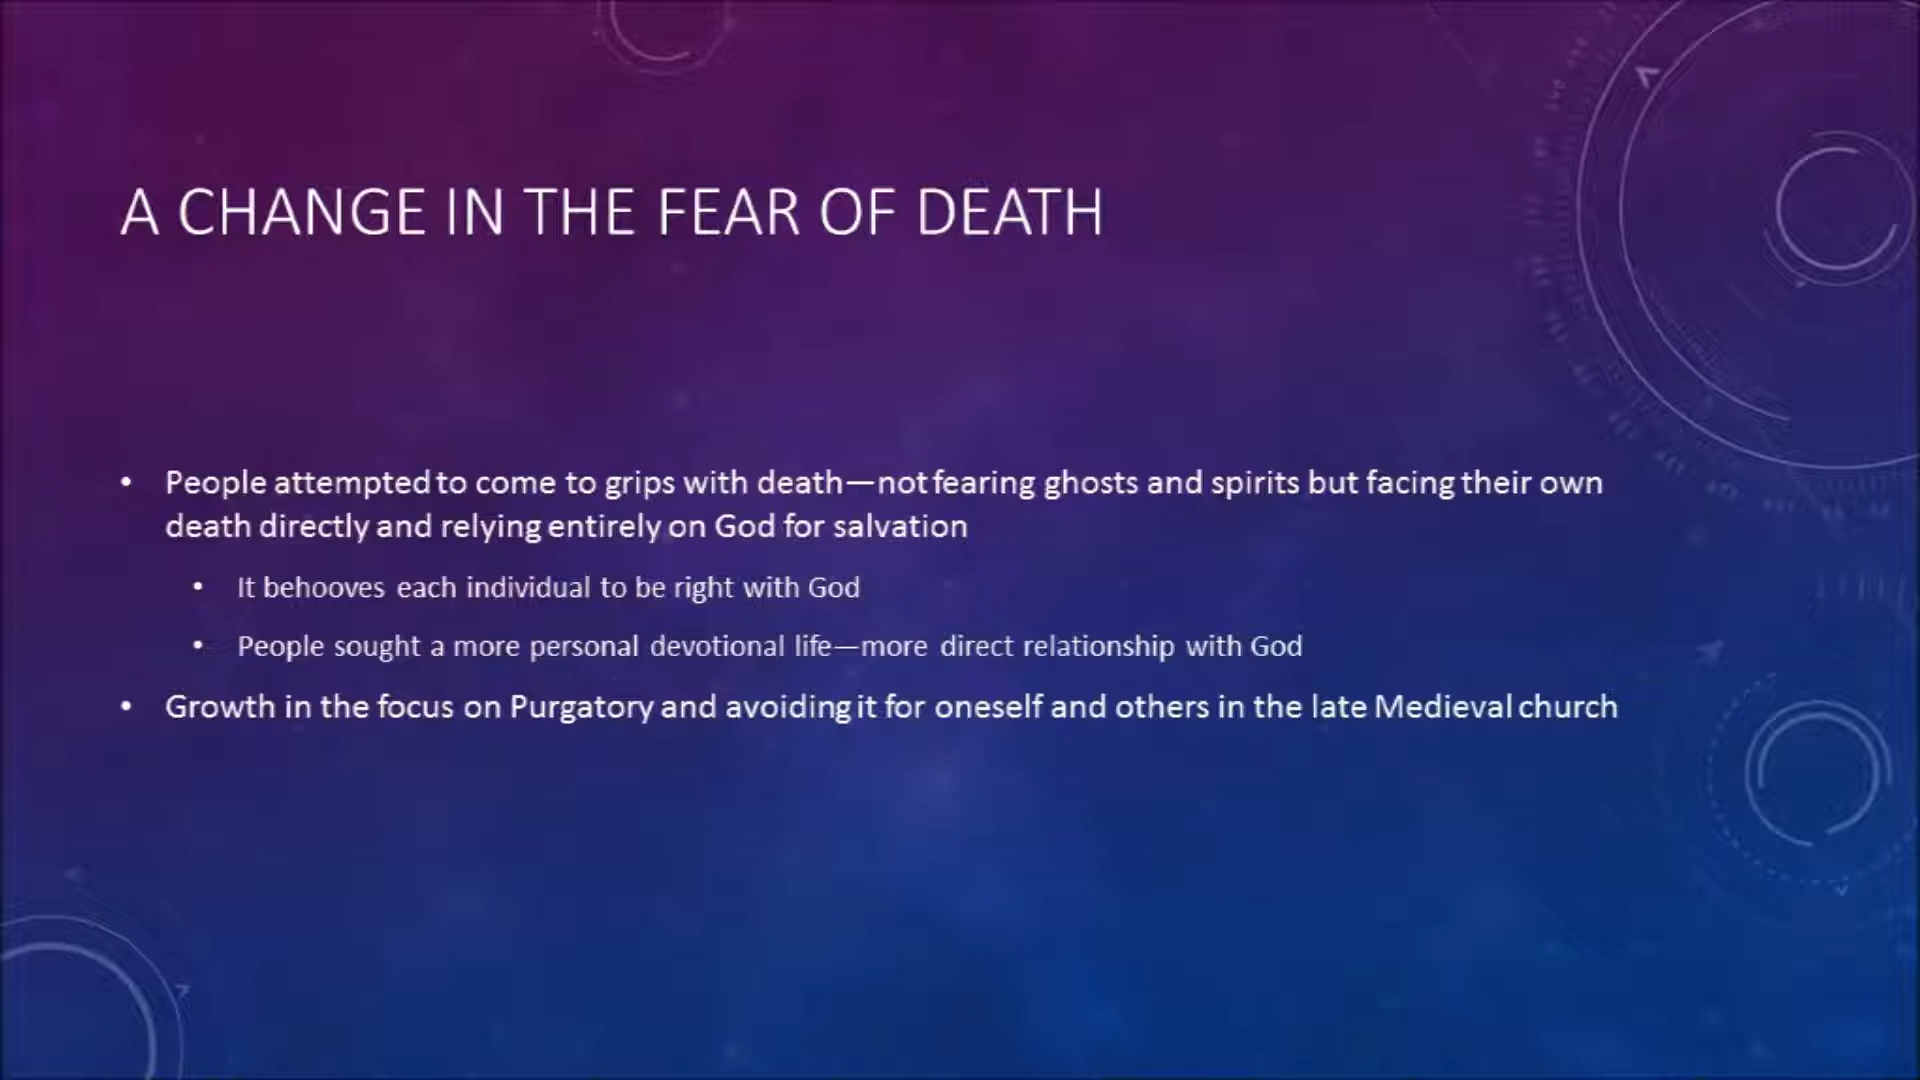 A CHANGE IN THE FEAR OF DEATH
• People attempted to come to grips with death—not fearing ghosts and spirits but facing their own
death directly and relying entirely on God for salvation
• It behooves each individual to be right with God
• People sought a more personal devotional life—more direct relationship with God
• Growth in the focus on Purgatory and avoiding it for oneself and others in the late Medieval church